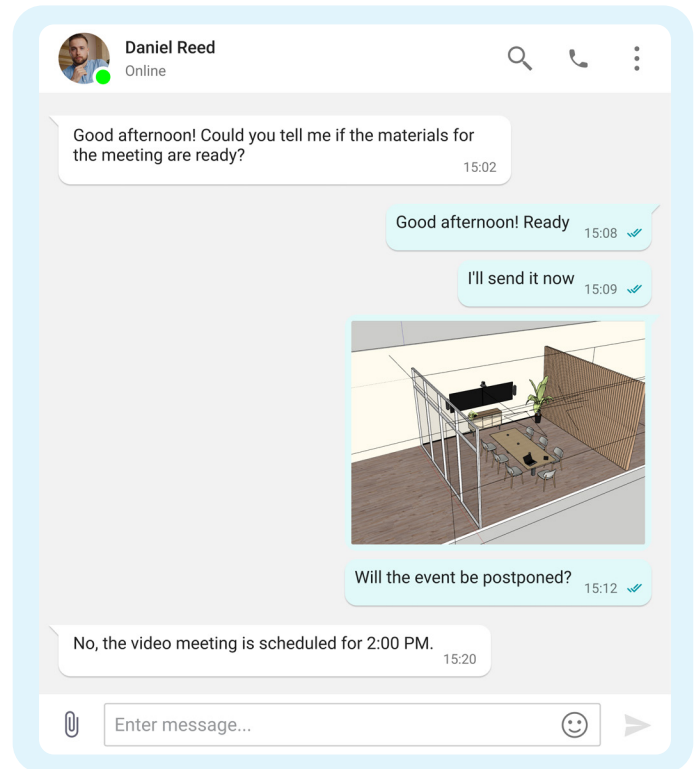 Daniel Reed
Online
Good afternoon! Could you tell me if the materials for
the meeting are ready?
15:02
Good afternoon! Ready
15:08
I'll send it now
15:09
Will the event be postponed?
15:12
No, the video meeting is scheduled for 2:00 PM.
15:20
Enter message...